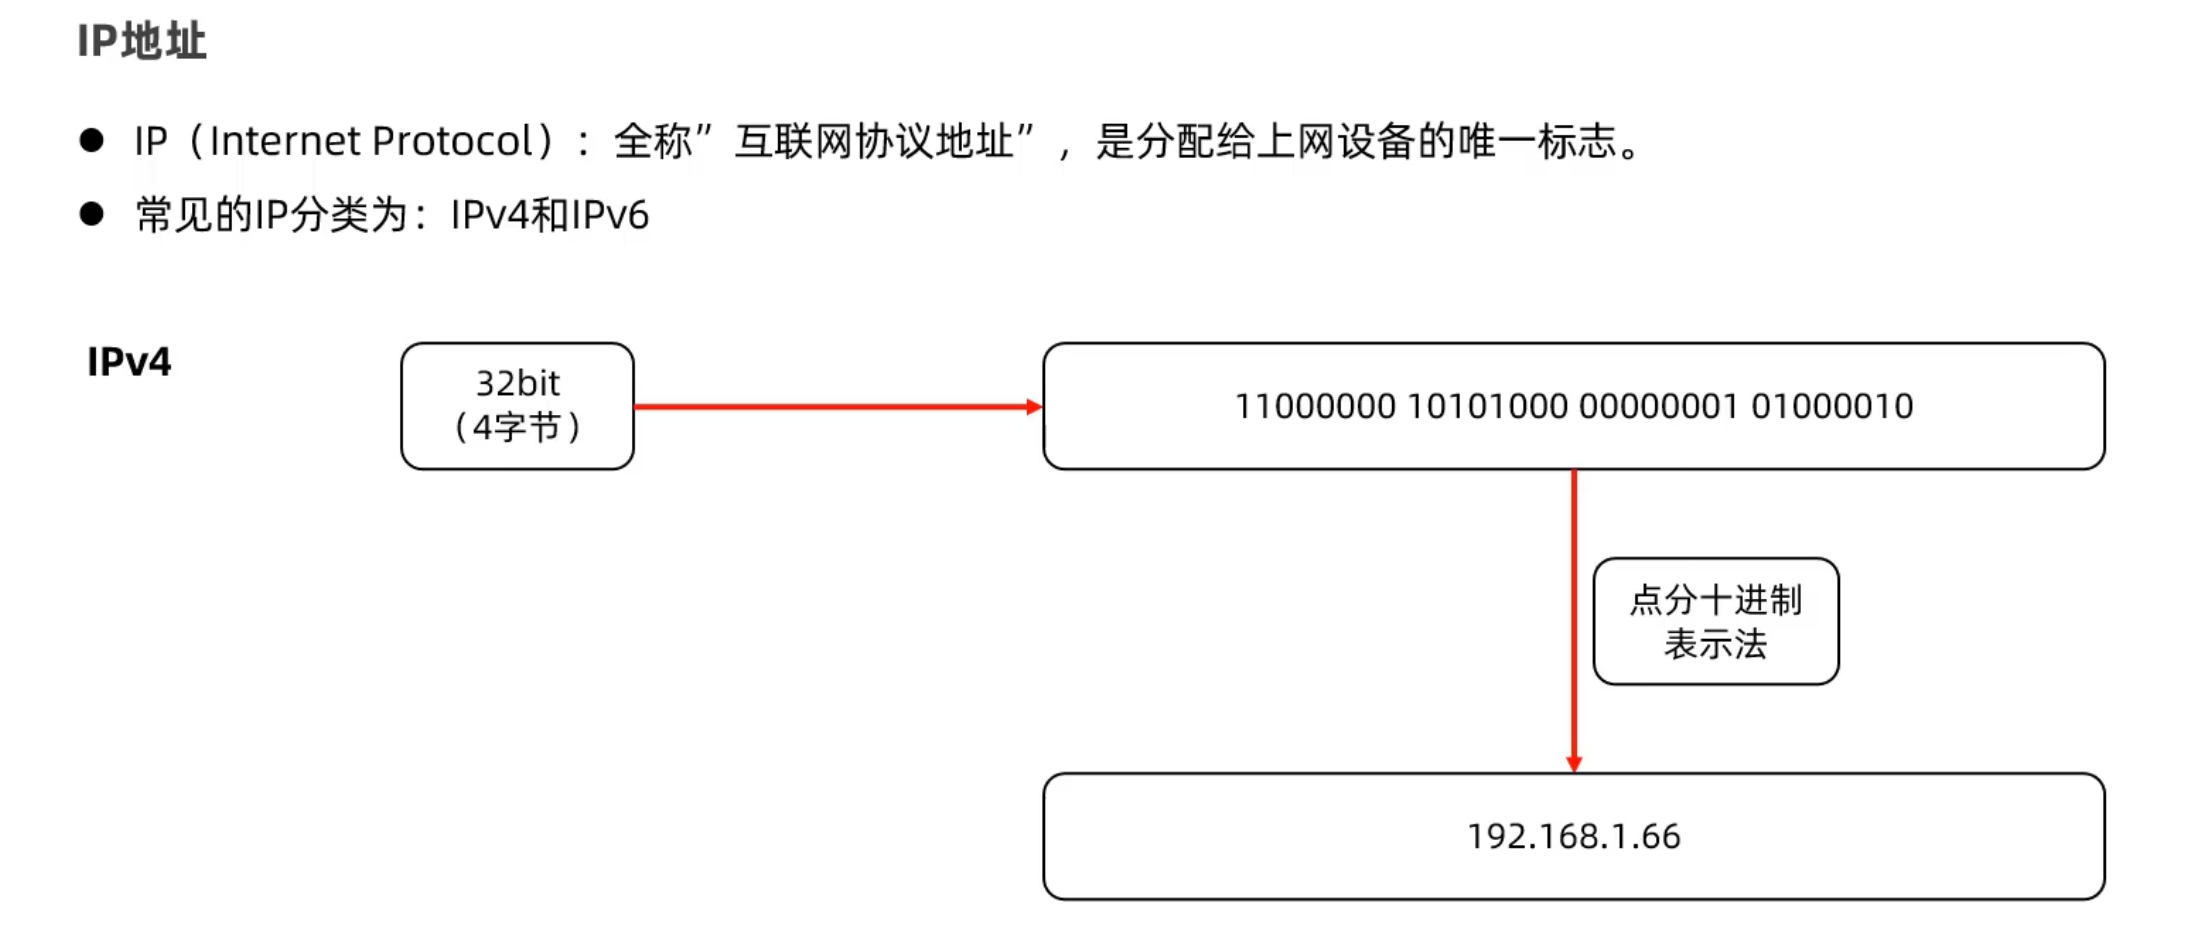 IP地址
● IP（Internet Protocol）：全称”互联网协议地址”，是分配给上网设备的唯一标志。
● 常见的IP分类为：IPv4和IPv6
IPv4
32bit
（4字节）
11000000 10101000 00000001 01000010
点分十进制
表示法
192.168.1.66